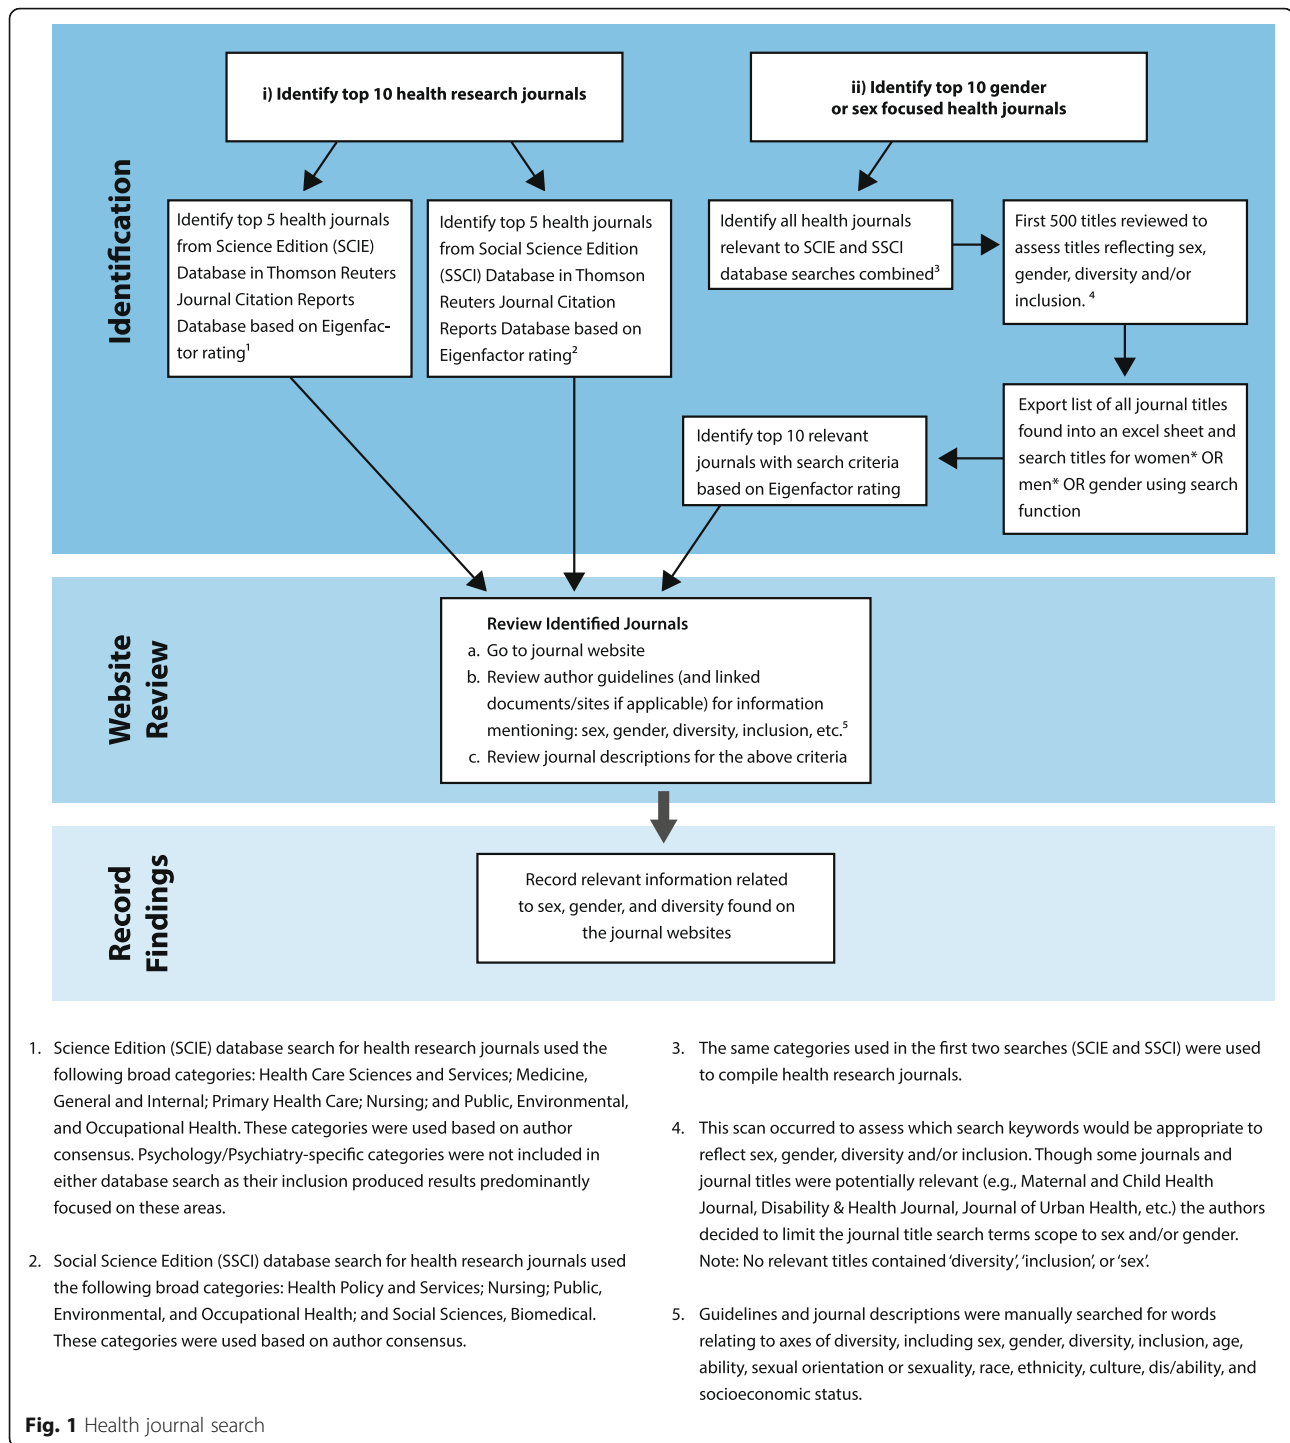 i) Identify top 10 health research journals
ii) Identify top 10 gender
or sex focused health journals
Identification
Identify top 5 health journals
from Science Edition (SCIE)
Database in Thomson Reuters
Journal Citation Reports
Database based on Eigenfac-
tor rating¹
Identify top 5 health journals
from Social Science Edition
(SSCI) Database in Thomson
Reuters Journal Citation
Reports Database based on
Eigenfactor rating²
Identify all health journals
relevant to SCIE and SSCI
database searches combined³
First 500 titles reviewed to
assess titles reflecting sex,
gender, diversity and/or
inclusion. ⁴
Export list of all journal titles
found into an excel sheet and
search titles for women* OR
men* OR gender using search
function
Identify top 10 relevant
journals with search criteria
based on Eigenfactor rating
Website
Review
Review Identified Journals
a. Go to journal website
b. Review author guidelines (and linked
documents/sites if applicable) for information
mentioning: sex, gender, diversity, inclusion, etc.⁵
c. Review journal descriptions for the above criteria
Record
Findings
Record relevant information related
to sex, gender, and diversity found on
the journal websites
1. Science Edition (SCIE) database search for health research journals used the
following broad categories: Health Care Sciences and Services; Medicine,
General and Internal; Primary Health Care; Nursing; and Public, Environmental,
and Occupational Health. These categories were used based on author
consensus. Psychology/Psychiatry-specific categories were not included in
either database search as their inclusion produced results predominantly
focused on these areas.
2. Social Science Edition (SSCI) database search for health research journals used
the following broad categories: Health Policy and Services; Nursing; Public,
Environmental, and Occupational Health; and Social Sciences, Biomedical.
These categories were used based on author consensus.
3. The same categories used in the first two searches (SCIE and SSCI) were used
to compile health research journals.
4. This scan occurred to assess which search keywords would be appropriate to
reflect sex, gender, diversity and/or inclusion. Though some journals and
journal titles were potentially relevant (e.g., Maternal and Child Health
Journal, Disability & Health Journal, Journal of Urban Health, etc.) the authors
decided to limit the journal title search terms scope to sex and/or gender.
Note: No relevant titles contained ‘diversity’, ‘inclusion’, or ‘sex’.
5. Guidelines and journal descriptions were manually searched for words
relating to axes of diversity, including sex, gender, diversity, inclusion, age,
ability, sexual orientation or sexuality, race, ethnicity, culture, dis/ability, and
socioeconomic status.
Fig. 1 Health journal search